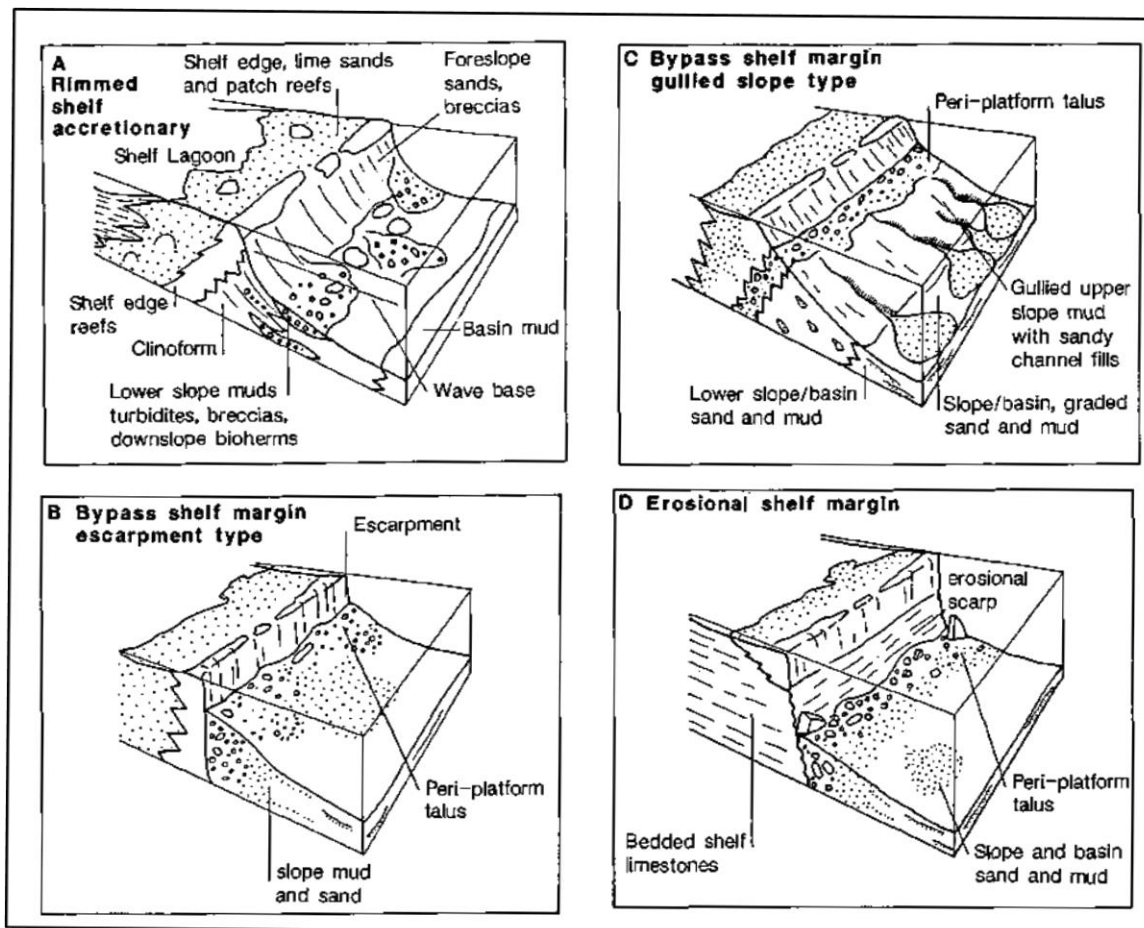 A
Rimmed
shelf
accretionary
Shelf edge, lime sands
and patch reefs
Foreslope
sands,
breccias
Shelf Lagoon
Shelf edge
reefs
Clinoform
Lower slope muds
turbidites, breccias,
downslope bioherms
Wave base
Basin mud
B Bypass shelf margin
escarpment type
Escarpment
Peri-platform
talus
slope mud
and sand
C Bypass shelf margin
gullied slope type
Peri-platform talus
Gullied upper
slope mud
with sandy
channel fills
Lower slope/basin
sand and mud
Slope/basin, graded
sand and mud
D Erosional shelf margin
erosional
scarp
Peri-platform
talus
Bedded shelf
limestones
Slope and basin
sand and mud